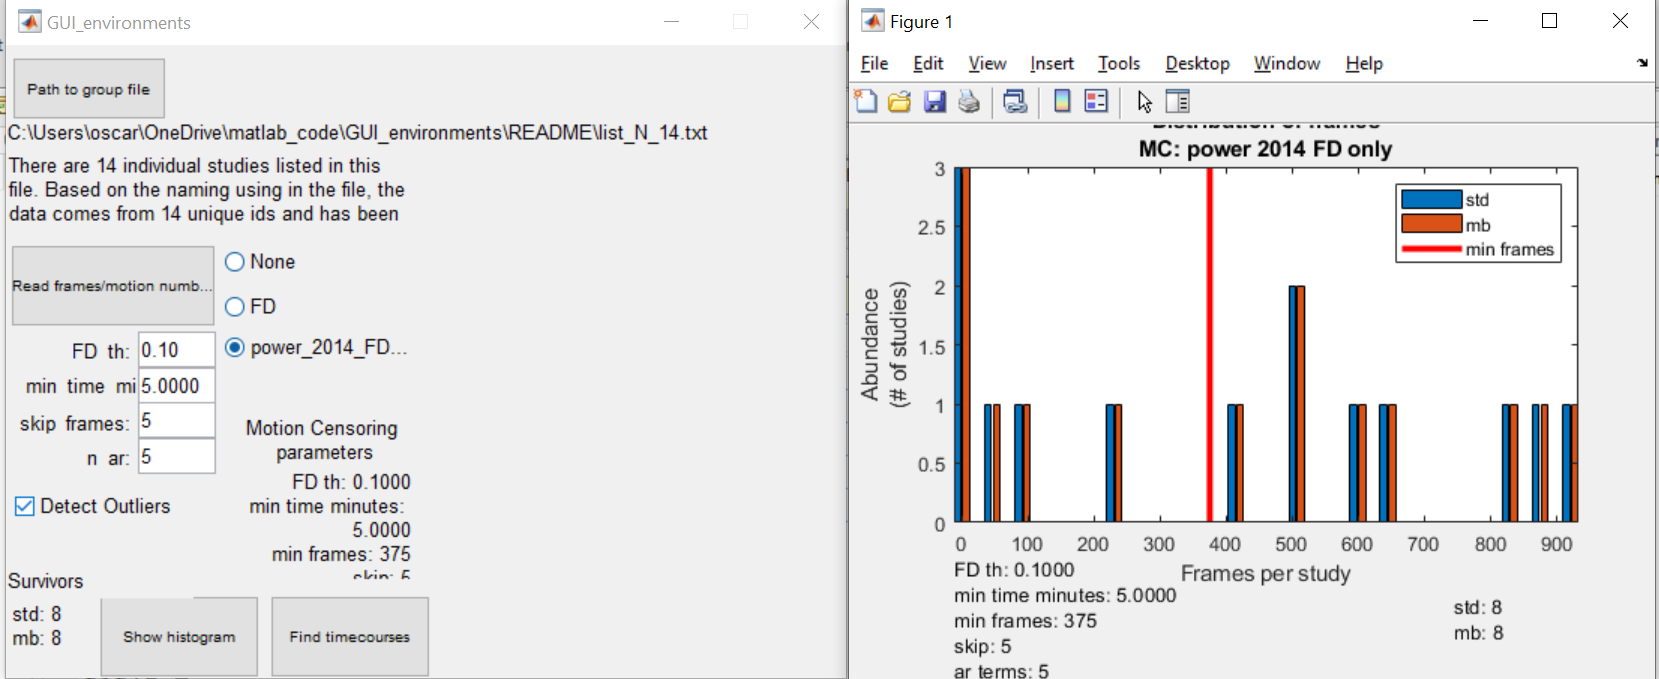 GUI_environments
Path to group file
C:\Users\oscar\OneDrive\matlab_code\GUI_environments\README\list_N_14.txt
There are 14 individual studies listed in this
file. Based on the naming using in the file, the
data comes from 14 unique ids and has been
Read frames/motion numb...
None
FD
power_2014_FD...
FD th: 0.10
min time mi 5.0000
skip frames: 5
n ar: 5
Detect Outliers
Motion Censoring
parameters
FD th: 0.1000
min time minutes:
5.0000
min frames: 375
skip: 5
Survivors
std: 8
mb: 8
Show histogram
Find timecourses
Figure 1
File Edit View Insert Tools Desktop Window Help
Distribution of frames
MC: power 2014 FD only
std
mb
min frames
Abundance
(# of studies)
3
2.5
2
1.5
1
0.5
0
0 100 200 300 400 500 600 700 800 900
Frames per study
FD th: 0.1000
min time minutes: 5.0000
min frames: 375
skip: 5
ar terms: 5
std: 8
mb: 8